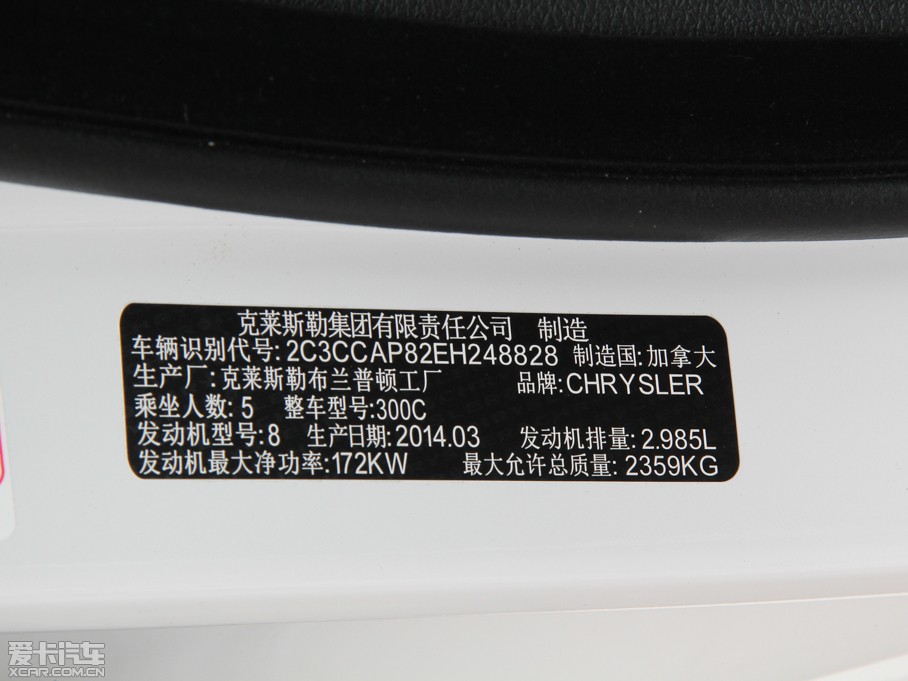 克莱斯勒集团有限责任公司 制造
车辆识别代号: 2C3CCAP82EH248828 制造国: 加拿大
生产厂: 克莱斯勒布兰普顿工厂 品牌: CHRYSLER
乘坐人数: 5 整车型号: 300C
发动机型号: 8 生产日期: 2014.03 发动机排量: 2.985L
发动机最大净功率: 172KW 最大允许总质量: 2359KG
爱卡汽车
XCAR.COM.CN